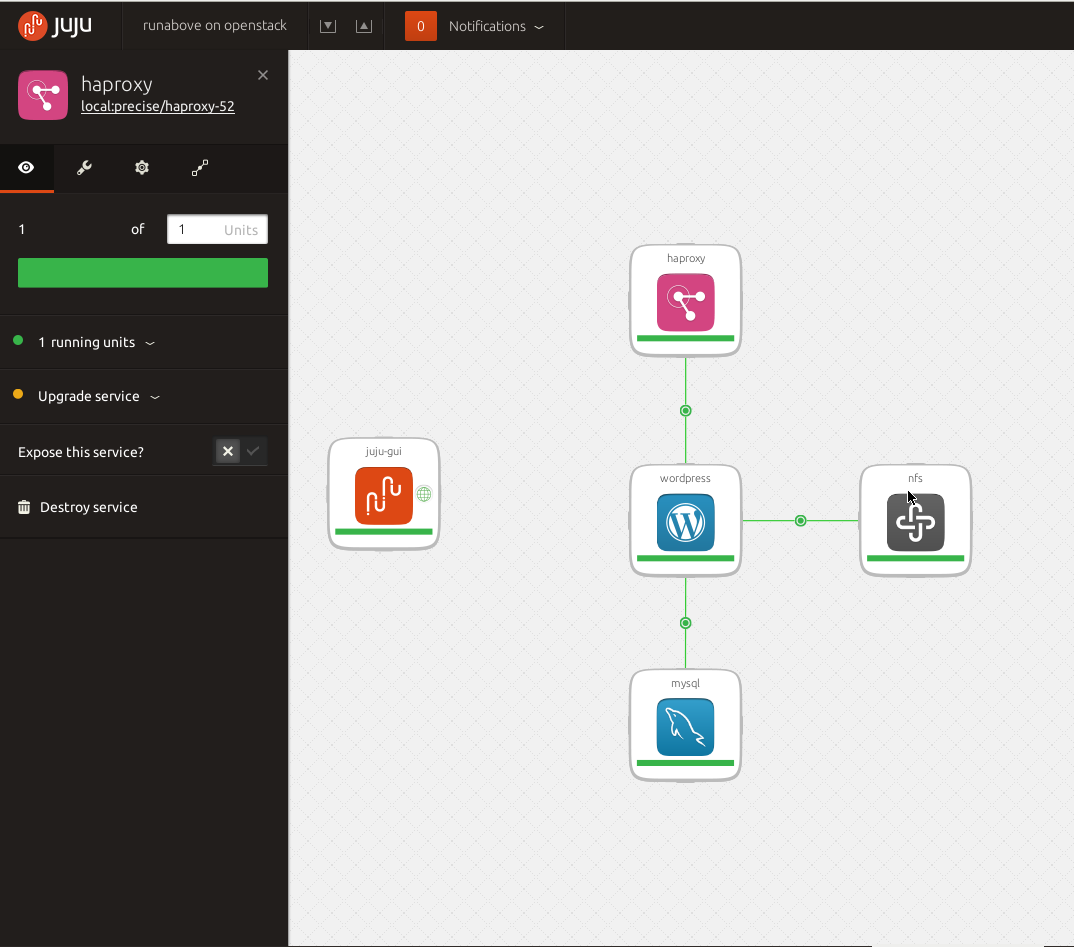 juju
runabove on openstack
0 Notifications
haproxy
local:precise/haproxy-52
1 of 1 Units
1 running units
Upgrade service
Expose this service?
Destroy service
haproxy
juju-gui
wordpress
nfs
mysql